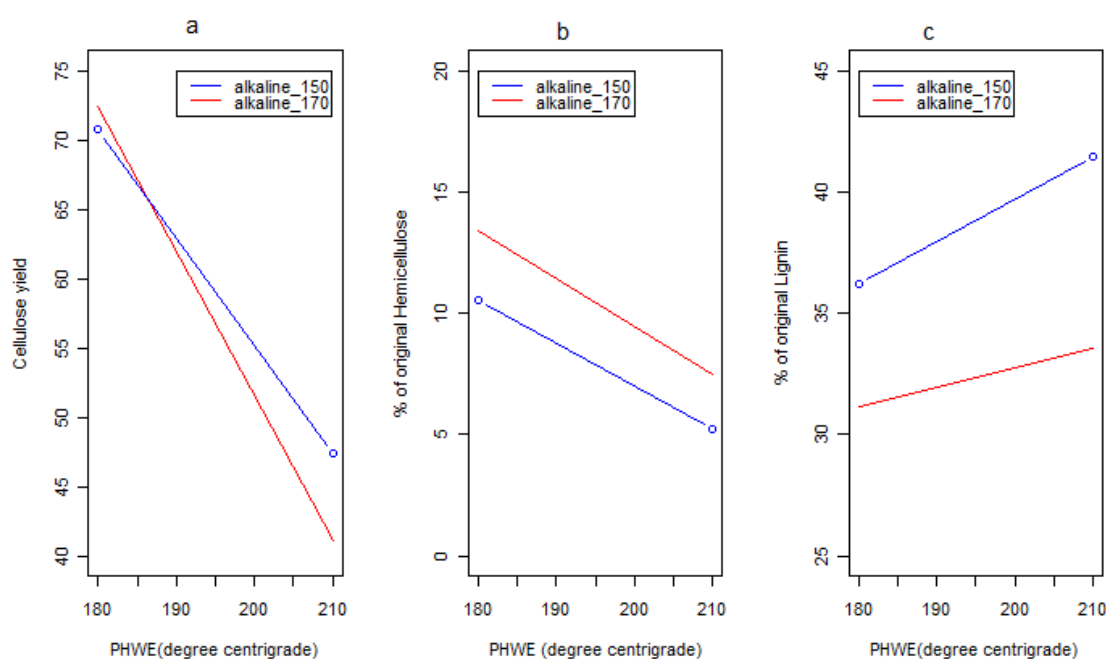 a
alkaline_150
alkaline_170
75
70
65
60
55
50
45
40
Cellulose yield
180 190 200 210
PHWE(degree centrigrade)
b
alkaline_150
alkaline_170
20
15
10
5
0
% of original Hemicellulose
180 190 200 210
PHWE (degree centigrade)
c
alkaline_150
alkaline_170
45
40
35
30
25
% of original Lignin
180 190 200 210
PHWE(degree centrigrade)